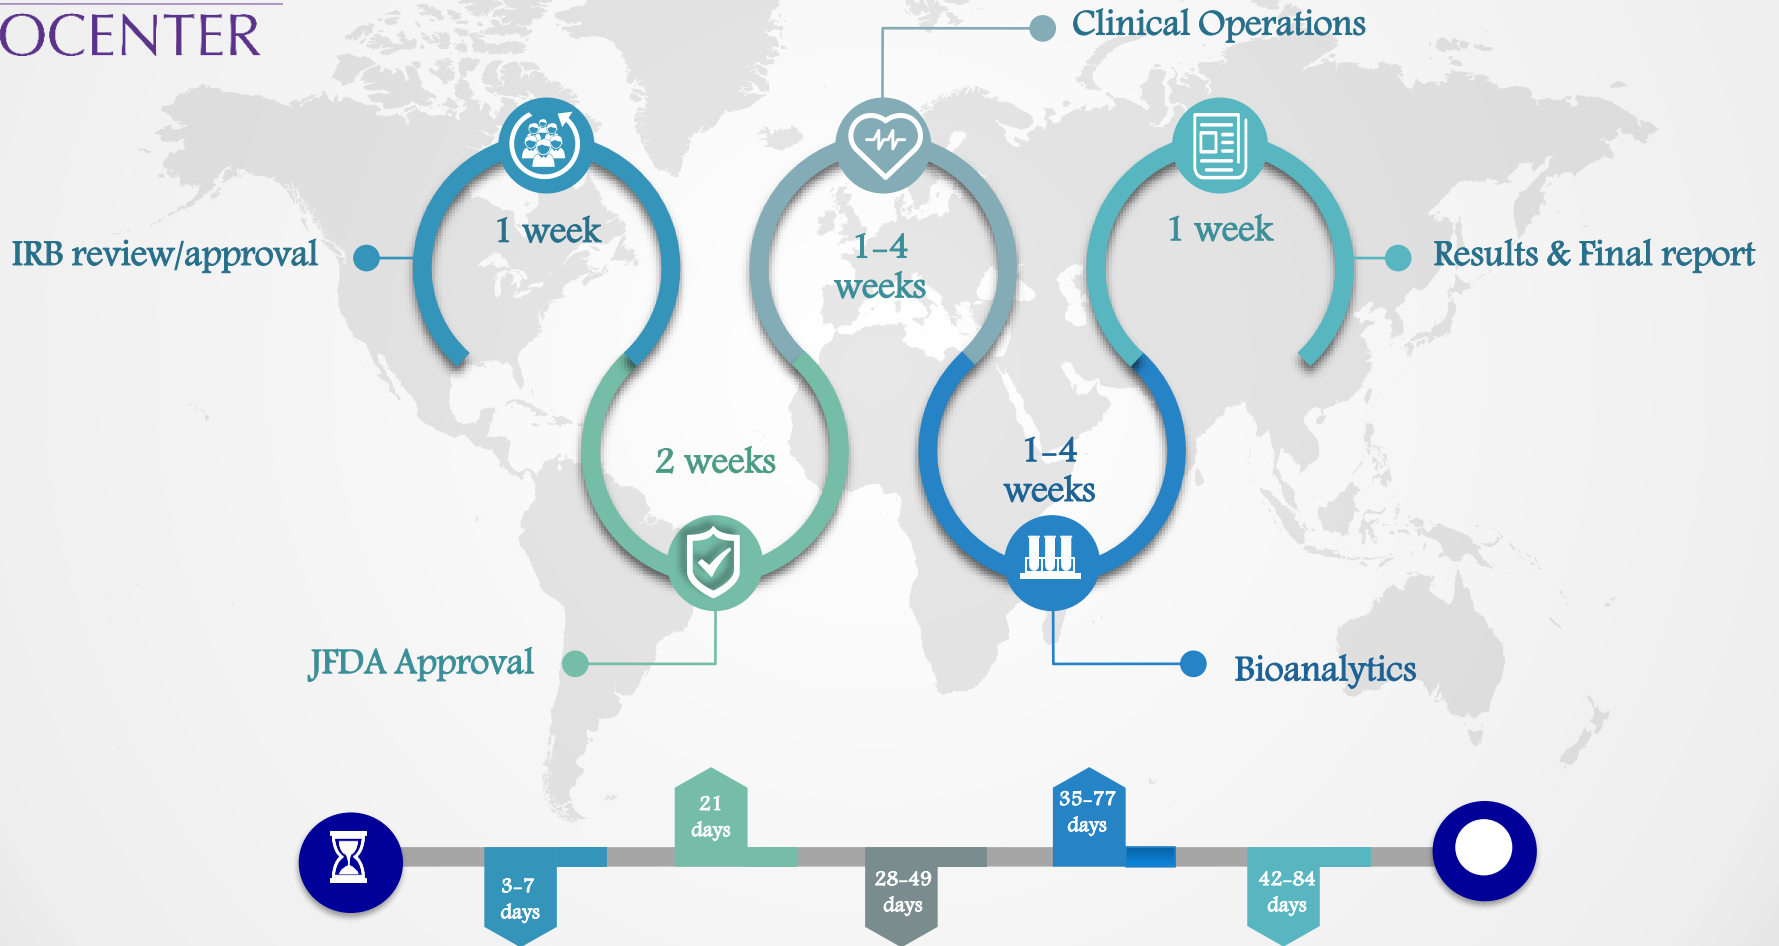 OCENTER
Clinical Operations
1 week
1-4
weeks
1 week
IRB review/approval
Results & Final report
2 weeks
1-4
weeks
JFDA Approval
Bioanalytics
3-7
days
21
days
28-49
days
35-77
days
42-84
days